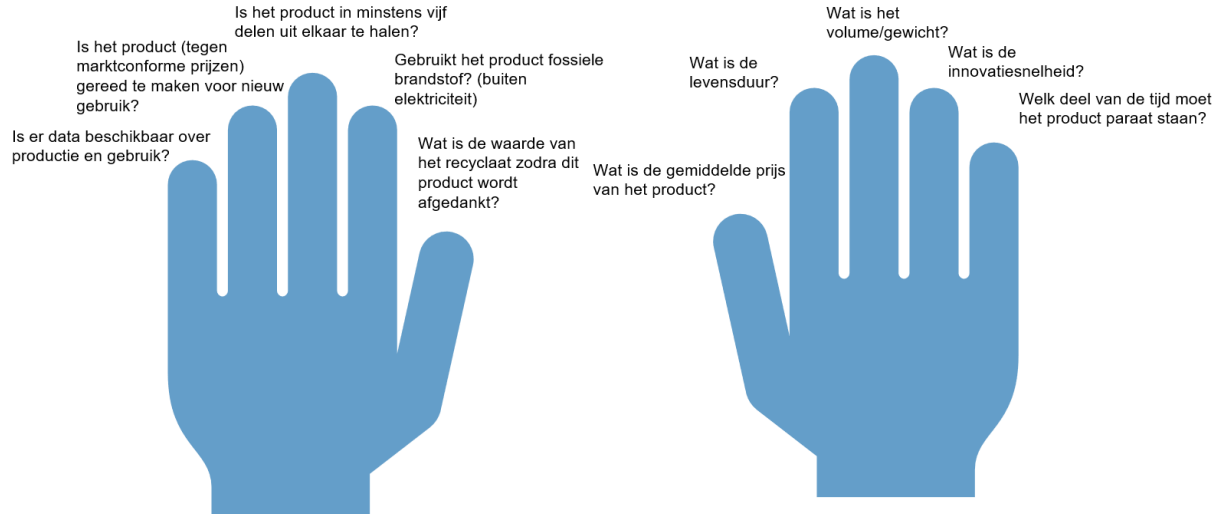 Is er data beschikbaar over
productie en gebruik?
Is het product (tegen
marktconforme prijzen)
gereed te maken voor nieuw
gebruik?
Is het product in minstens vijf
delen uit elkaar te halen?
Gebruikt het product fossiele
brandstof? (buiten
elektriciteit)
Wat is de waarde van
het recyclaat zodra dit
product wordt
afgedankt?
Wat is de gemiddelde prijs
van het product?
Wat is de
levensduur?
Wat is het
volume/gewicht?
Wat is de
innovatiesnelheid?
Welk deel van de tijd moet
het product paraat staan?